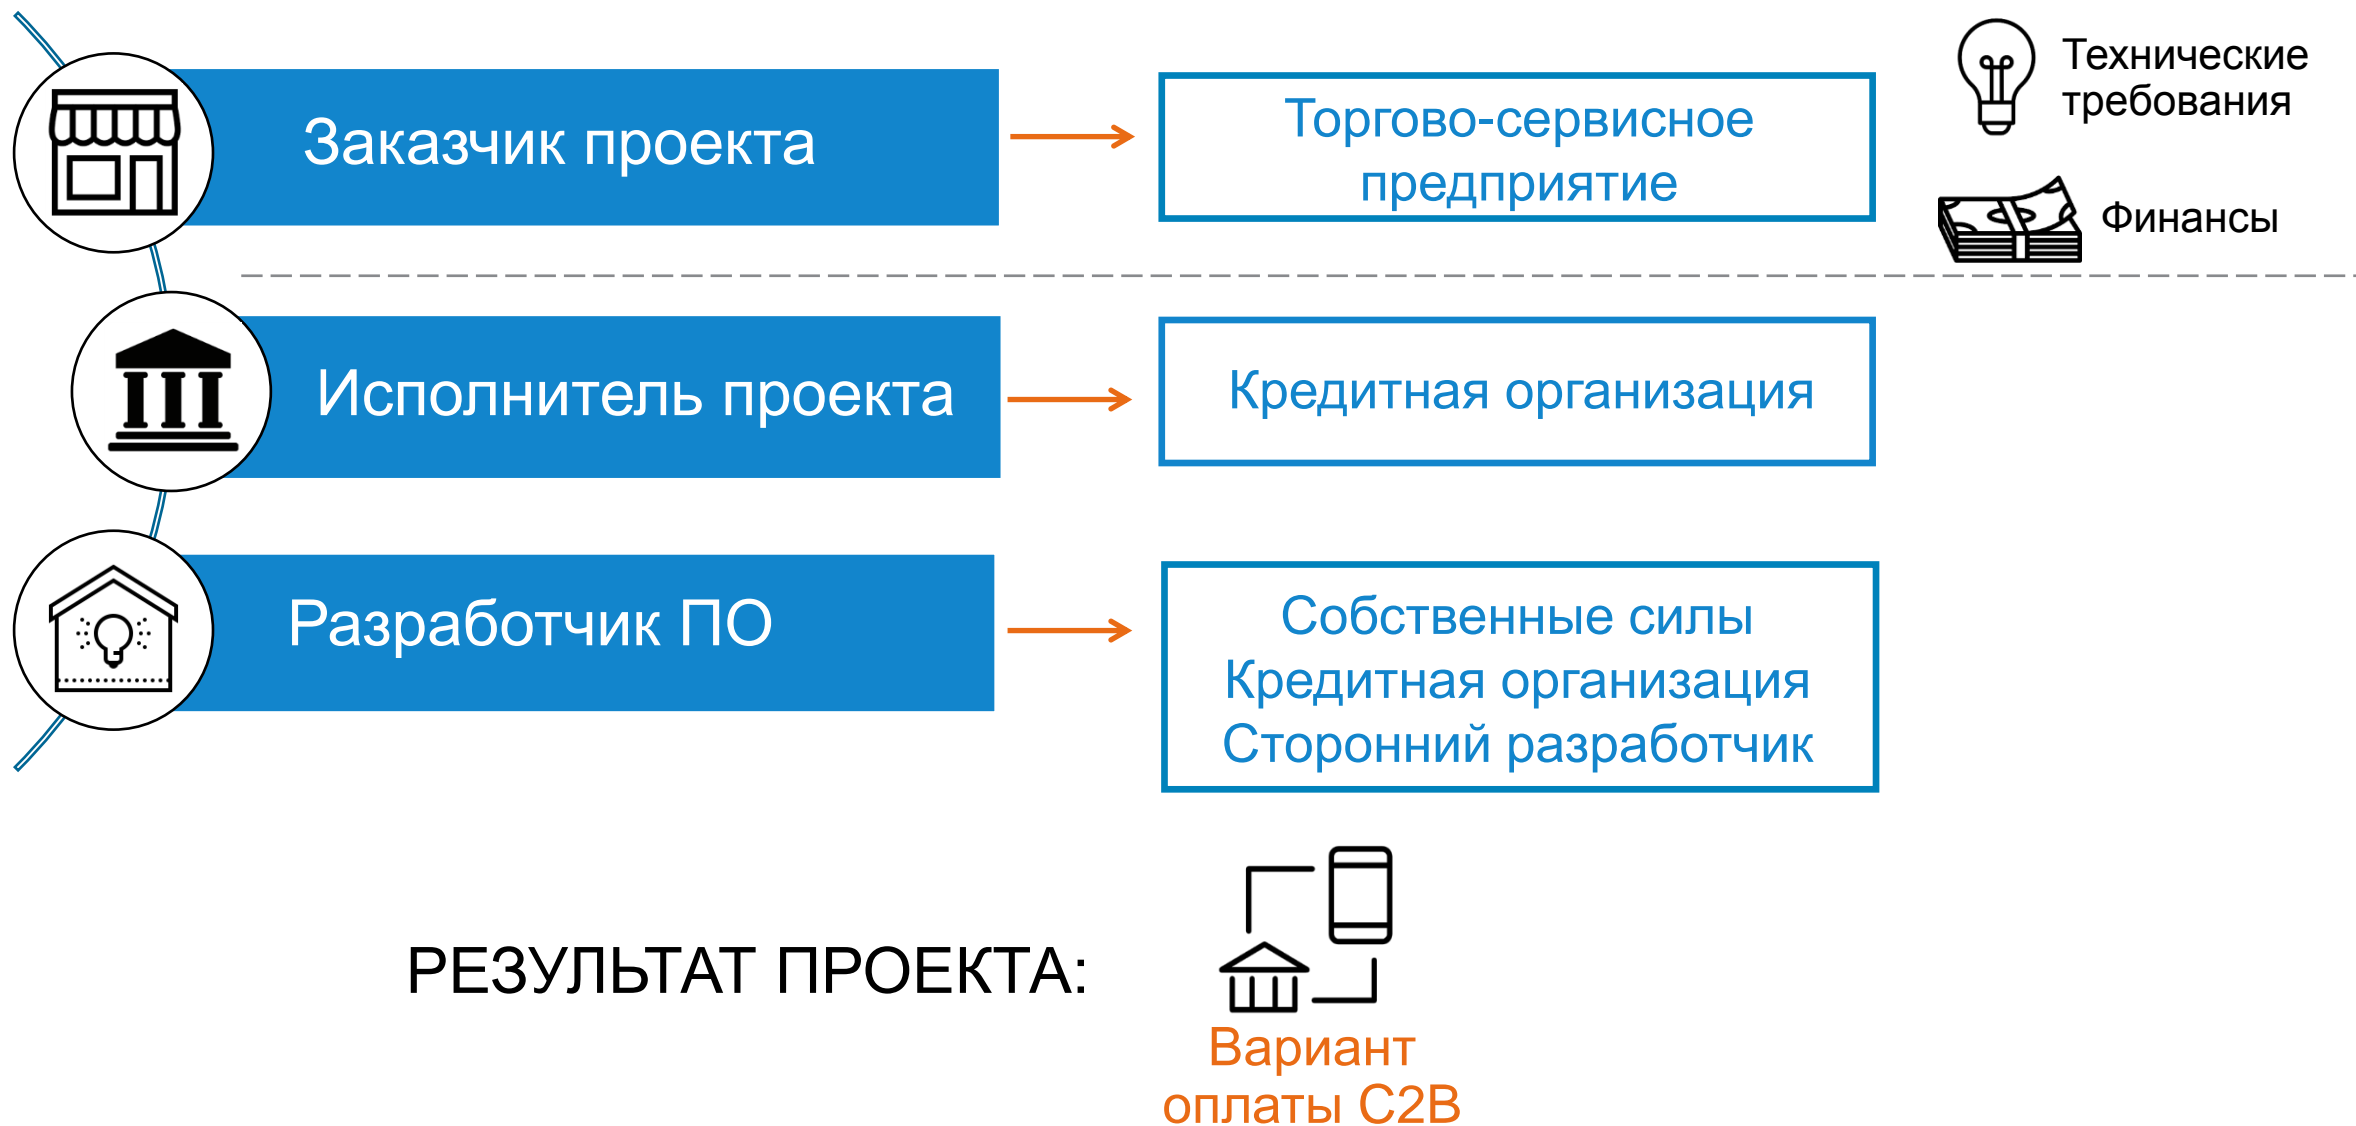 Заказчик проекта
Торгово-сервисное
предприятие
Технические
требования
Финансы
Исполнитель проекта
Кредитная организация
Разработчик ПО
Собственные силы
Кредитная организация
Сторонний разработчик
РЕЗУЛЬТАТ ПРОЕКТА:
Вариант
оплаты С2В